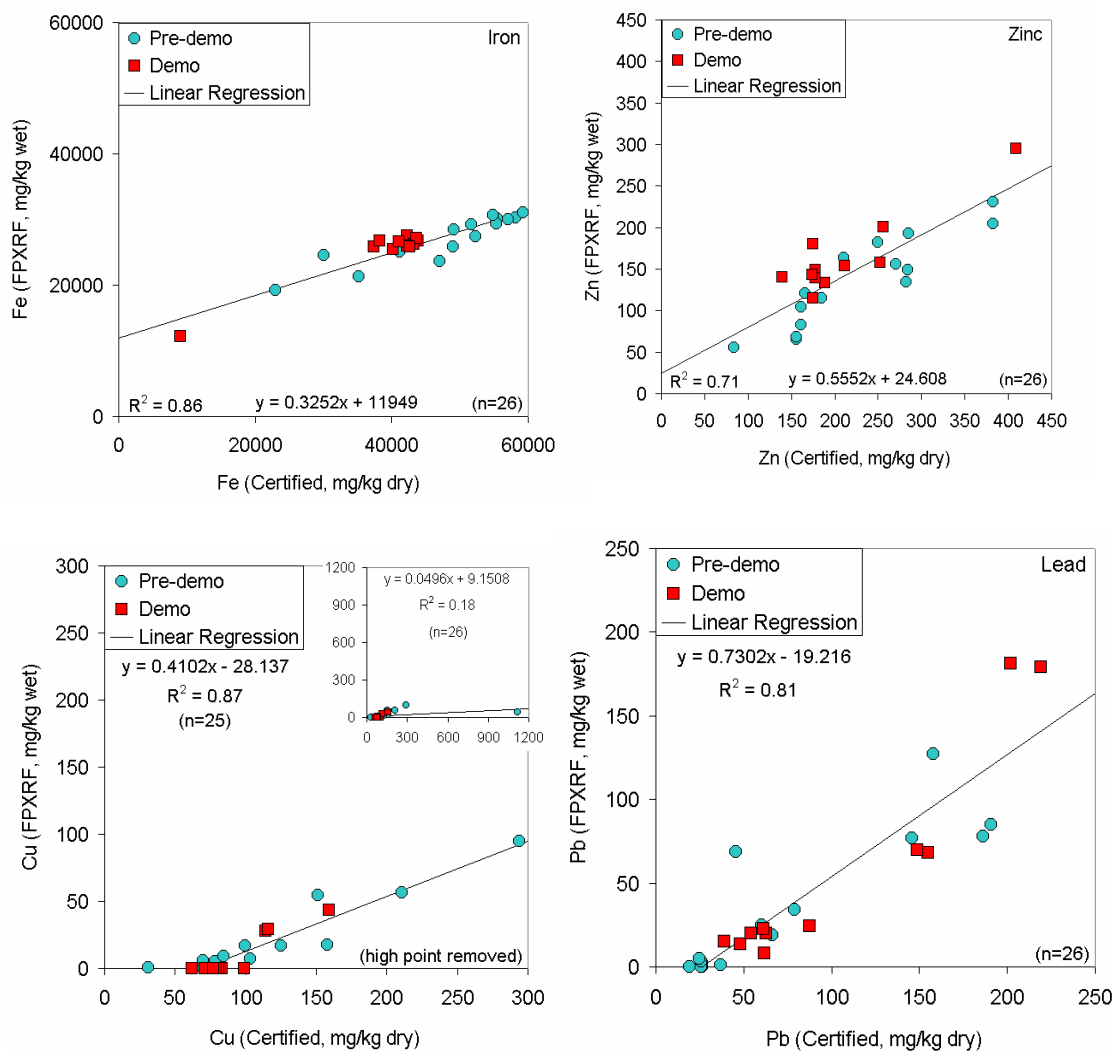 60000
40000
20000
0
Fe (FPXRF, mg/kg wet)
Pre-demo
Demo
Linear Regression
Iron
R² = 0.86 y = 0.3252x + 11949 (n=26)
0 20000 40000 60000
Fe (Certified, mg/kg dry)
450
400
350
300
250
200
150
100
50
0
Zn (FPXRF, mg/kg wet)
Pre-demo
Demo
Linear Regression
Zinc
R² = 0.71 y = 0.5552x + 24.608 (n=26)
0 50 100 150 200 250 300 350 400 450
Zn (Certified, mg/kg dry)
300
250
200
150
100
50
0
Cu (FPXRF, mg/kg wet)
Pre-demo
Demo
Linear Regression
y = 0.4102x - 28.137
R² = 0.87
(n=25)
1200
900
600
300
0
y = 0.0496x + 9.1508
R² = 0.18
(n=26)
0 300 600 900 1200
(high point removed)
0 50 100 150 200 250 300
Cu (Certified, mg/kg dry)
250
200
150
100
50
0
Pb (FPXRF, mg/kg wet)
Pre-demo
Demo
Linear Regression
Lead
y = 0.7302x - 19.216
R² = 0.81
(n=26)
0 50 100 150 200 250
Pb (Certified, mg/kg dry)